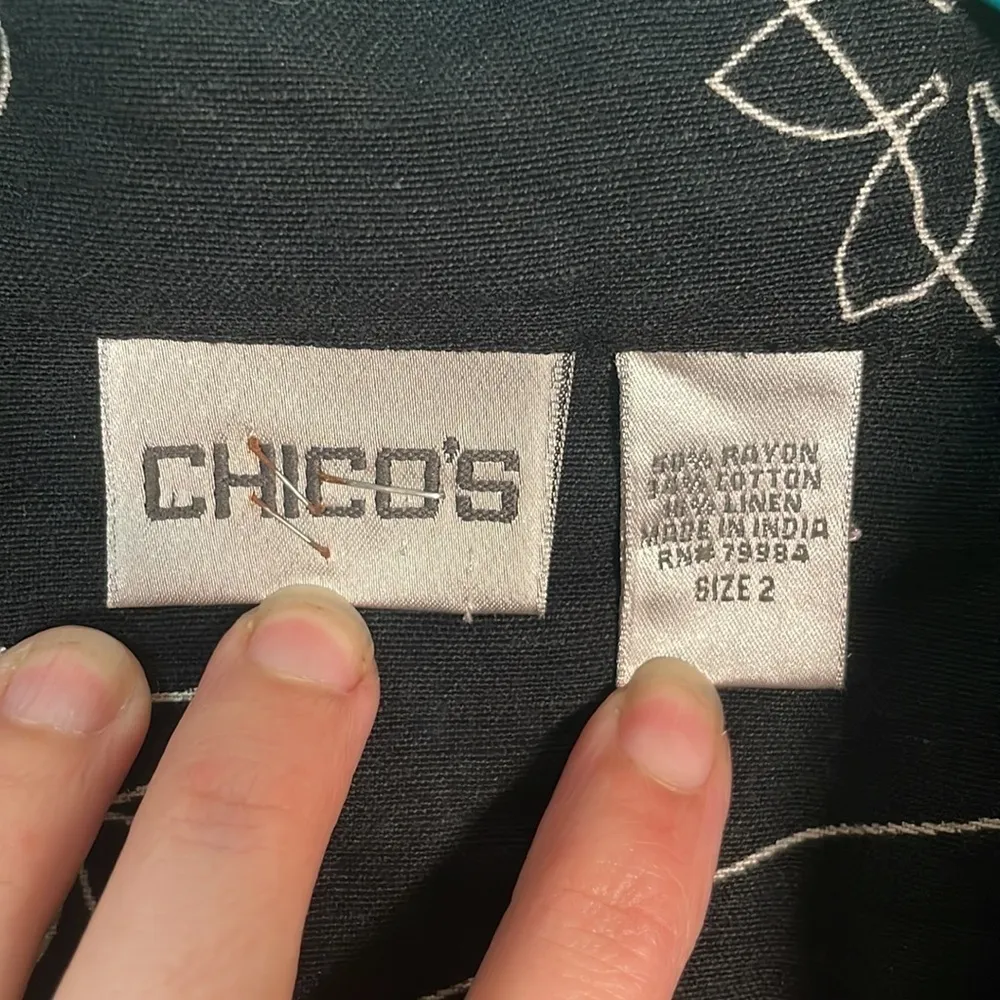 CHICO'S
RAYON
COTTON
LINEN
MADE IN INDIA
RN# 79984
SIZE 2